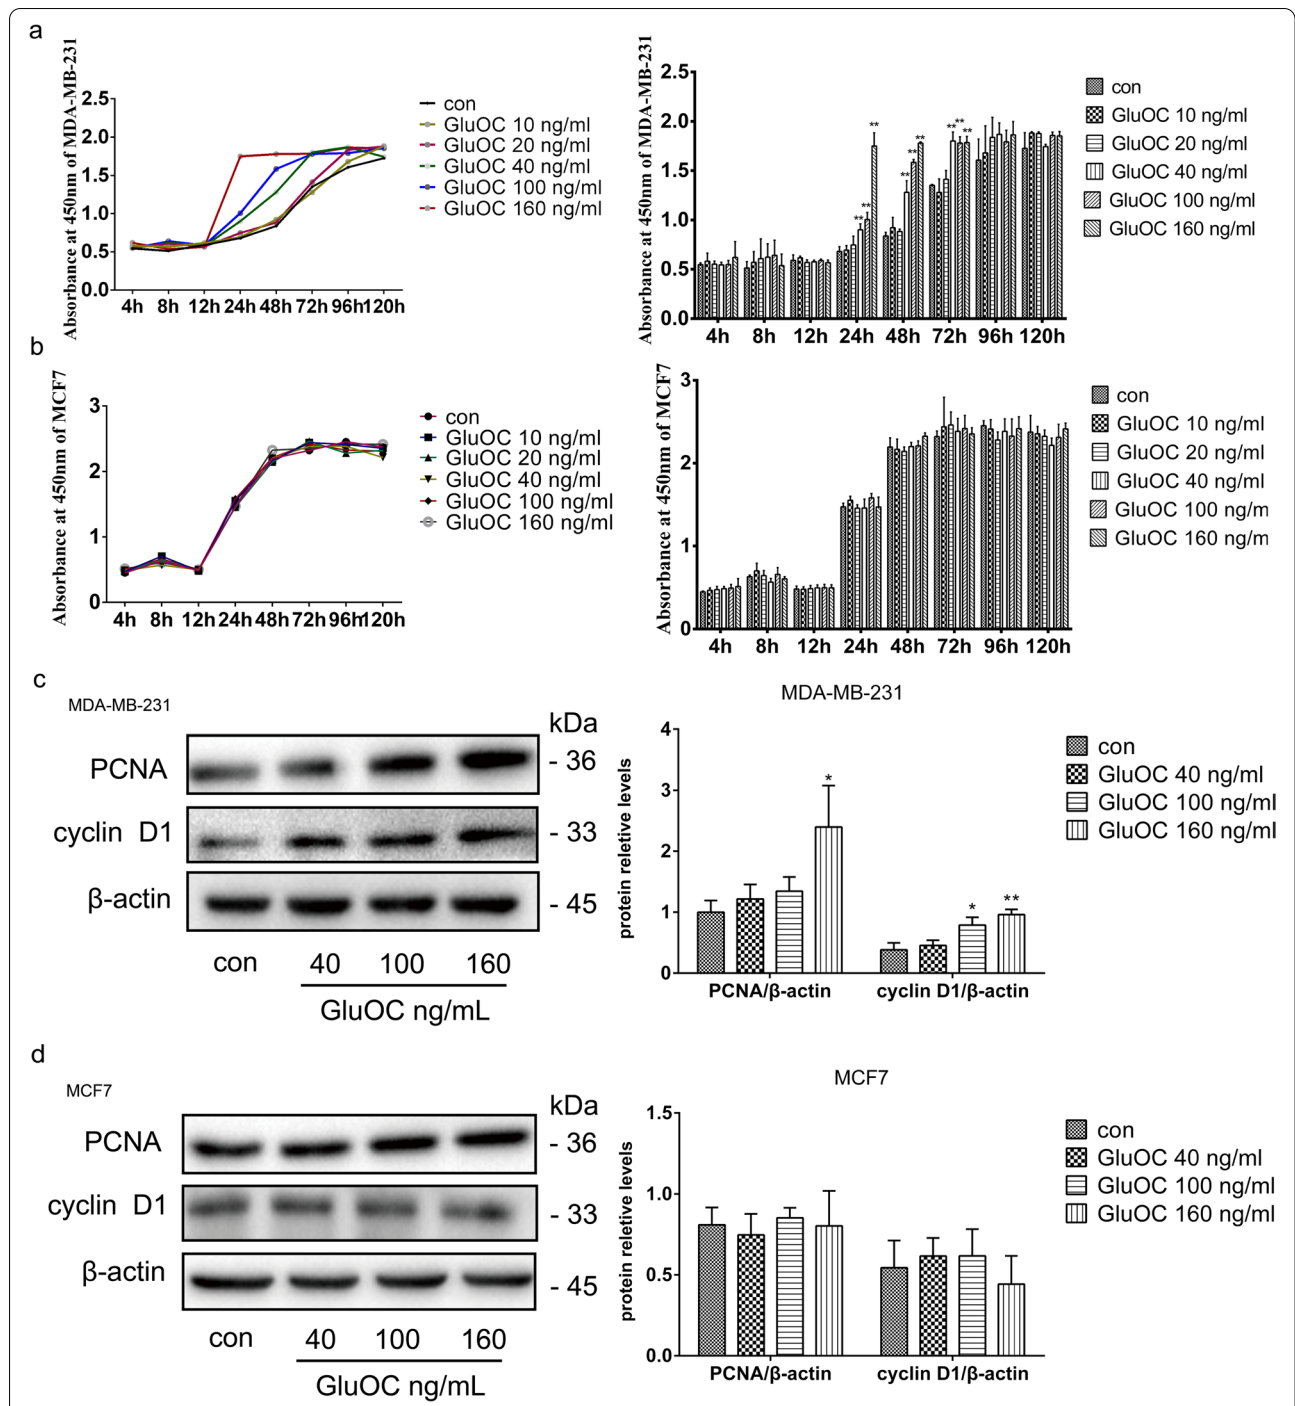 a
Absorbance at 450nm of MDA-MB-231
2.5
2.0
1.5
1.0
0.5
0.0
4h 8h 12h 24h 48h 72h 96h 120h
con
GluOC 10 ng/ml
GluOC 20 ng/ml
GluOC 40 ng/ml
GluOC 100 ng/ml
GluOC 160 ng/ml
Absorbance at 450nm of MDA-MB-231
2.5
2.0
1.5
1.0
0.5
0.0
** ** **
** ** ** **
** ** ** **
4h 8h 12h 24h 48h 72h 96h 120h
con
GluOC 10 ng/ml
GluOC 20 ng/ml
GluOC 40 ng/ml
GluOC 100 ng/ml
GluOC 160 ng/ml
b
Absorbance at 450nm of MCF7
3
2
1
0
4h 8h 12h 24h 48h 72h 96h 120h
con
GluOC 10 ng/ml
GluOC 20 ng/ml
GluOC 40 ng/ml
GluOC 100 ng/ml
GluOC 160 ng/ml
Absorbance at 450nm of MCF7
3
2
1
0
4h 8h 12h 24h 48h 72h 96h 120h
con
GluOC 10 ng/ml
GluOC 20 ng/ml
GluOC 40 ng/ml
GluOC 100 ng/m
GluOC 160 ng/m
c
MDA-MB-231
kDa
PCNA - 36
cyclin D1 - 33
β-actin - 45
con 40 100 160
GluOC ng/mL
MDA-MB-231
protein reletive levels
4
3
2
1
0
*
* **
PCNA/β-actin cyclin D1/β-actin
con
GluOC 40 ng/ml
GluOC 100 ng/ml
GluOC 160 ng/ml
d
MCF7
kDa
PCNA - 36
cyclin D1 - 33
β-actin - 45
con 40 100 160
GluOC ng/mL
MCF7
protein reletive levels
1.5
1.0
0.5
0.0
PCNA/β-actin cyclin D1/β-actin
con
GluOC 40 ng/ml
GluOC 100 ng/ml
GluOC 160 ng/ml